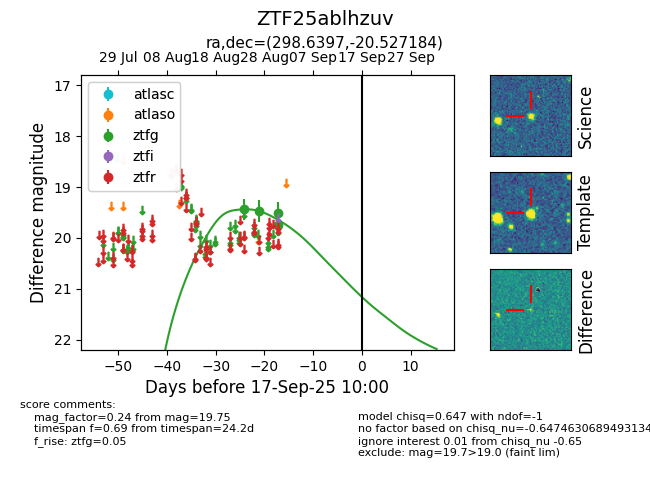 ZTF25ablhzuv
ra,dec=(298.6397,-20.527184)
29 Jul 08 Aug18 Aug28 Aug07 Sep17 Sep27 Sep
17
18
19
20
21
22
Difference magnitude
atlasc
atlaso
ztfg
ztfi
ztfr
−50 −40 −30 −20 −10 0 10
Days before 17-Sep-25 10:00
Science
Template
Difference
score comments:
mag_factor=0.24 from mag=19.75
timespan f=0.69 from timespan=24.2d
f_rise: ztfg=0.05
model chisq=0.647 with ndof=-1
no factor based on chisq_nu=-0.6474630689493134
ignore interest 0.01 from chisq_nu -0.65
exclude: mag=19.7>19.0 (faint lim)